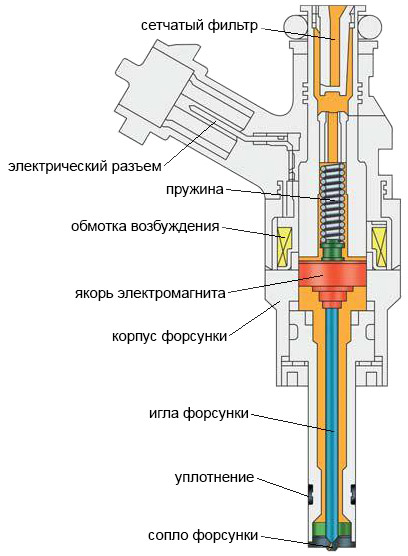 сетчатый фильтр
электрический разъем
пружина
обмотка возбуждения
якорь электромагнита
корпус форсунки
игла форсунки
уплотнение
сопло форсунки